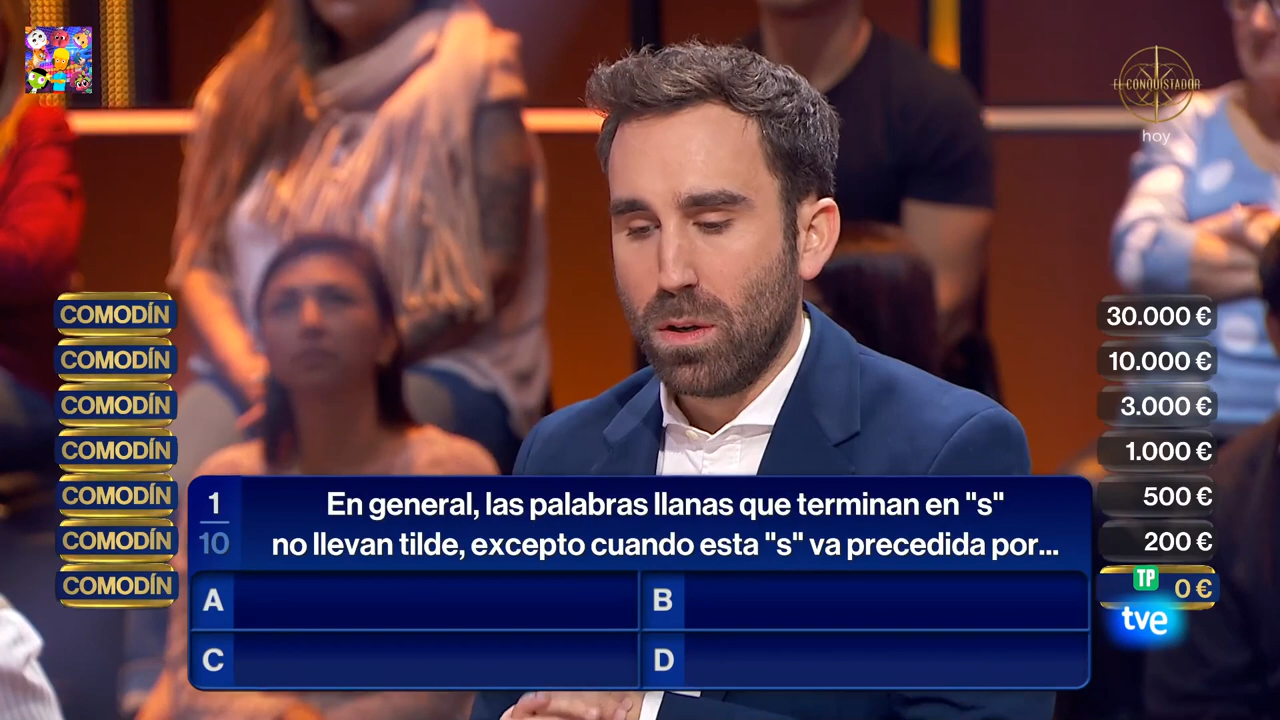 EL CONQUISTADOR
hoy
COMODÍN
COMODÍN
COMODÍN
COMODÍN
COMODÍN
COMODÍN
COMODÍN
30.000 €
10.000 €
3.000 €
1.000 €
500 €
200 €
0 €
TP
tve
1
10
En general, las palabras llanas que terminan en "s"
no llevan tilde, excepto cuando esta "s" va precedida por...
A
B
C
D